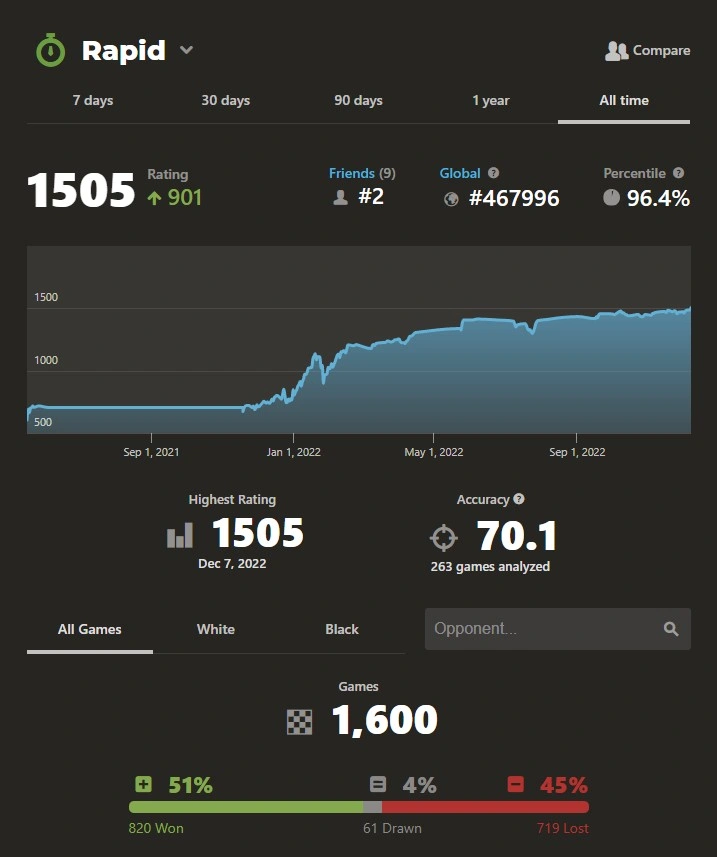 Rapid Compare
7 days 30 days 90 days 1 year All time
Rating Friends (9) Global ? Percentile ?
1505 901 #2 #467996 96.4%
1500
1000
500
Sep 1, 2021 Jan 1, 2022 May 1, 2022 Sep 1, 2022
Highest Rating Accuracy ?
1505 70.1
Dec 7, 2022 263 games analyzed
All Games White Black Opponent...
Games
1,600
+ 51% = 4% - 45%
820 Won 61 Drawn 719 Lost